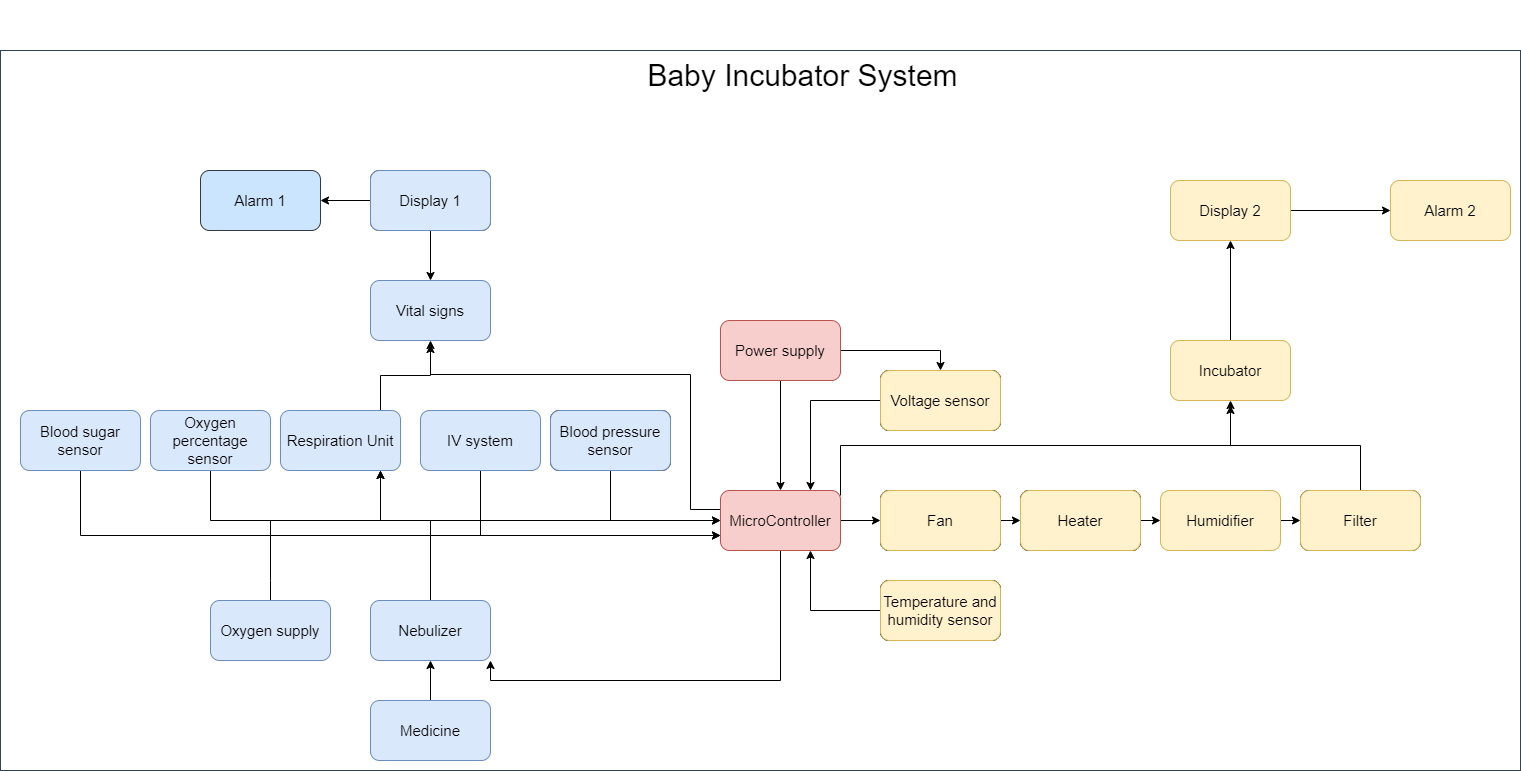 Baby Incubator System
Alarm 1
Display 1
Display 2
Alarm 2
Vital signs
Power supply
Incubator
Voltage sensor
Blood sugar
sensor
Oxygen
percentage
sensor
Respiration Unit
IV system
Blood pressure
sensor
MicroController
Fan
Heater
Humidifier
Filter
Temperature and
humidity sensor
Oxygen supply
Nebulizer
Medicine